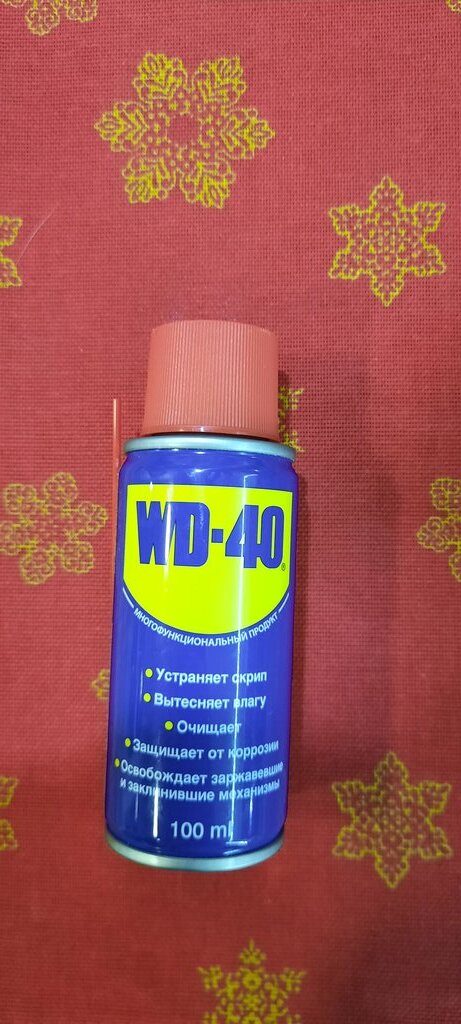 WD-40®
МНОГОФУНКЦИОНАЛЬНЫЙ ПРОДУКТ
• Устраняет скрип
• Вытесняет влагу
• Очищает
• Защищает от коррозии
• Освобождает заржавевшие
и заклинившие механизмы
100 ml